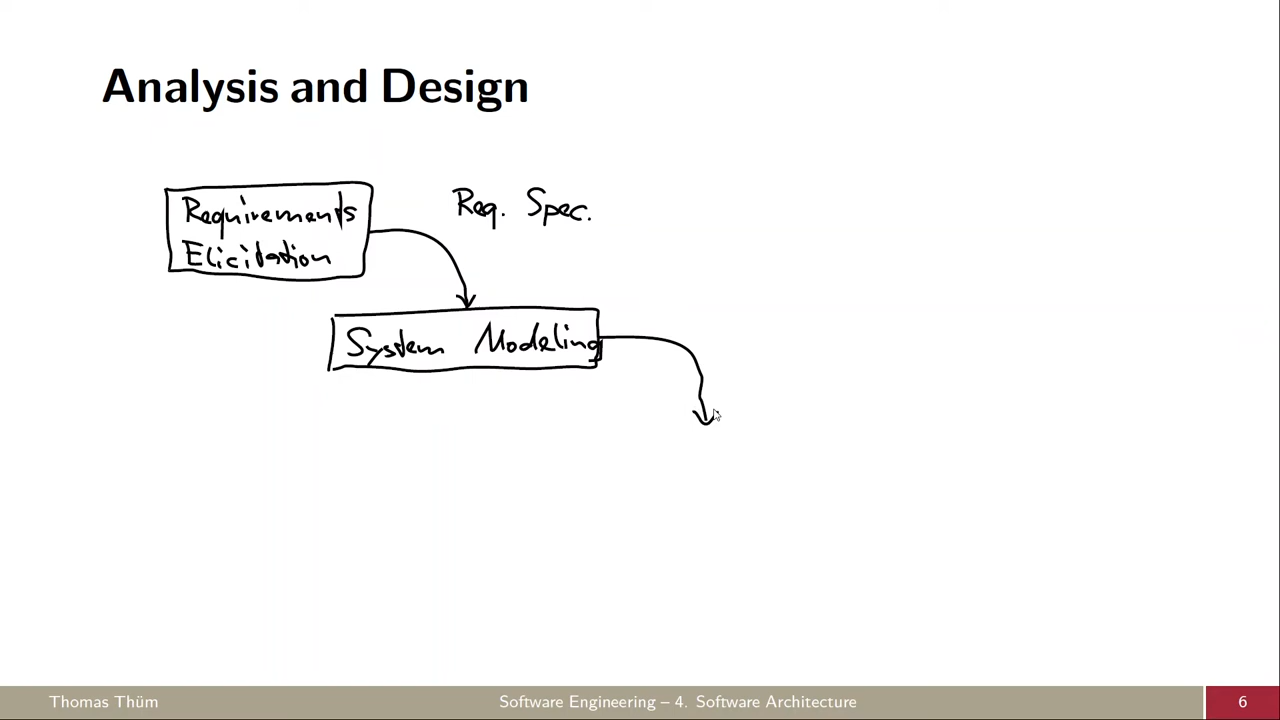 Analysis and Design
Requirements
Elicitation
Req. Spec.
System Modeling
Thomas Thüm
Software Engineering – 4. Software Architecture
6